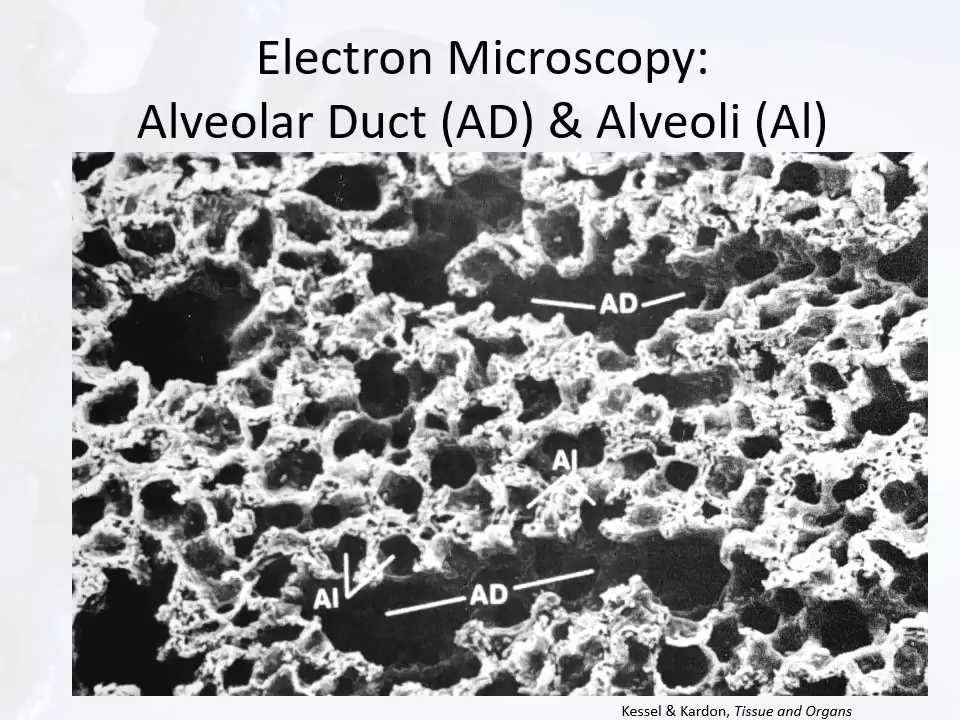 Electron Microscopy:
Alveolar Duct (AD) & Alveoli (Al)
AD
Al
Al
AD
Kessel & Kardon, Tissue and Organs